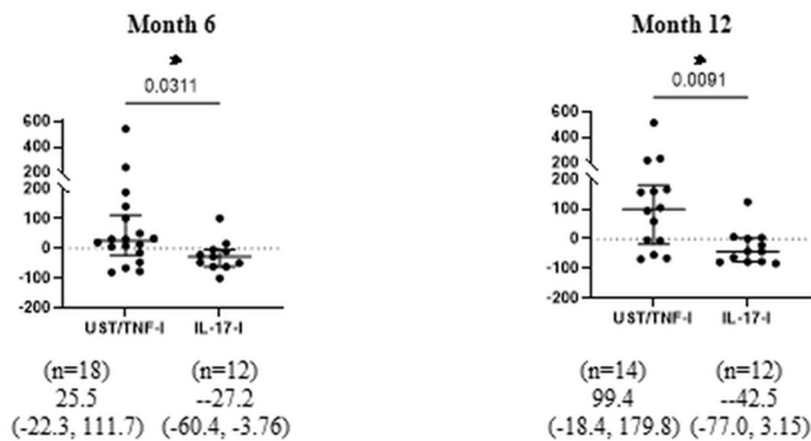 Month 6
Month 12
*
*
0.0311
0.0091
600
400
200
200
100
0
-100
-200
600
400
200
200
100
0
-100
-200
UST/TNF-I IL-17-I
UST/TNF-I IL-17-I
(n=18) (n=12)
25.5 --27.2
(-22.3, 111.7) (-60.4, -3.76)
(n=14) (n=12)
99.4 --42.5
(-18.4, 179.8) (-77.0, 3.15)